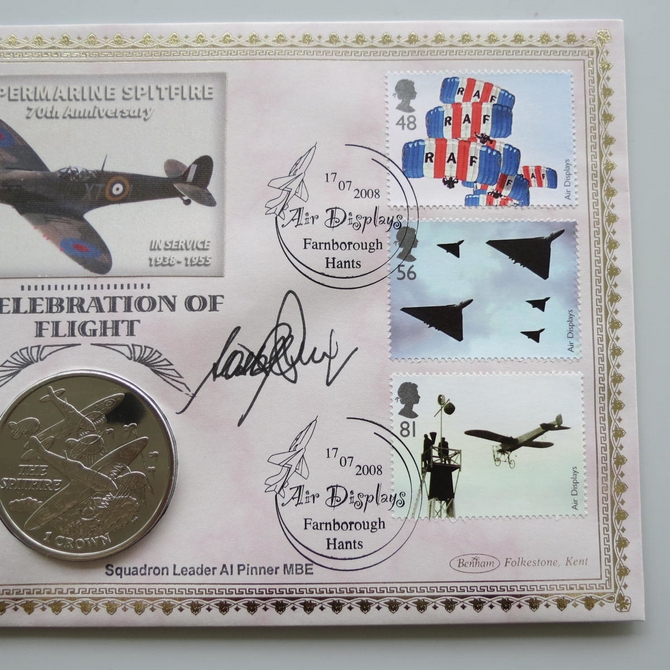 PERMARINE SPITFIRE
70th Anniversary
X7
IN SERVICE
1938 - 1955
ELEBRATION OF
FLIGHT
THE
SPITFIRE
1 CROWN
Squadron Leader Al Pinner MBE
17
07 2008
Air Displays
Farnborough
Hants
17
07 2008
Air Displays
Farnborough
Hants
48
RAF
RAF
RAF
Air Displays
56
Air Displays
81
Air Displays
Benham Folkestone, Kent